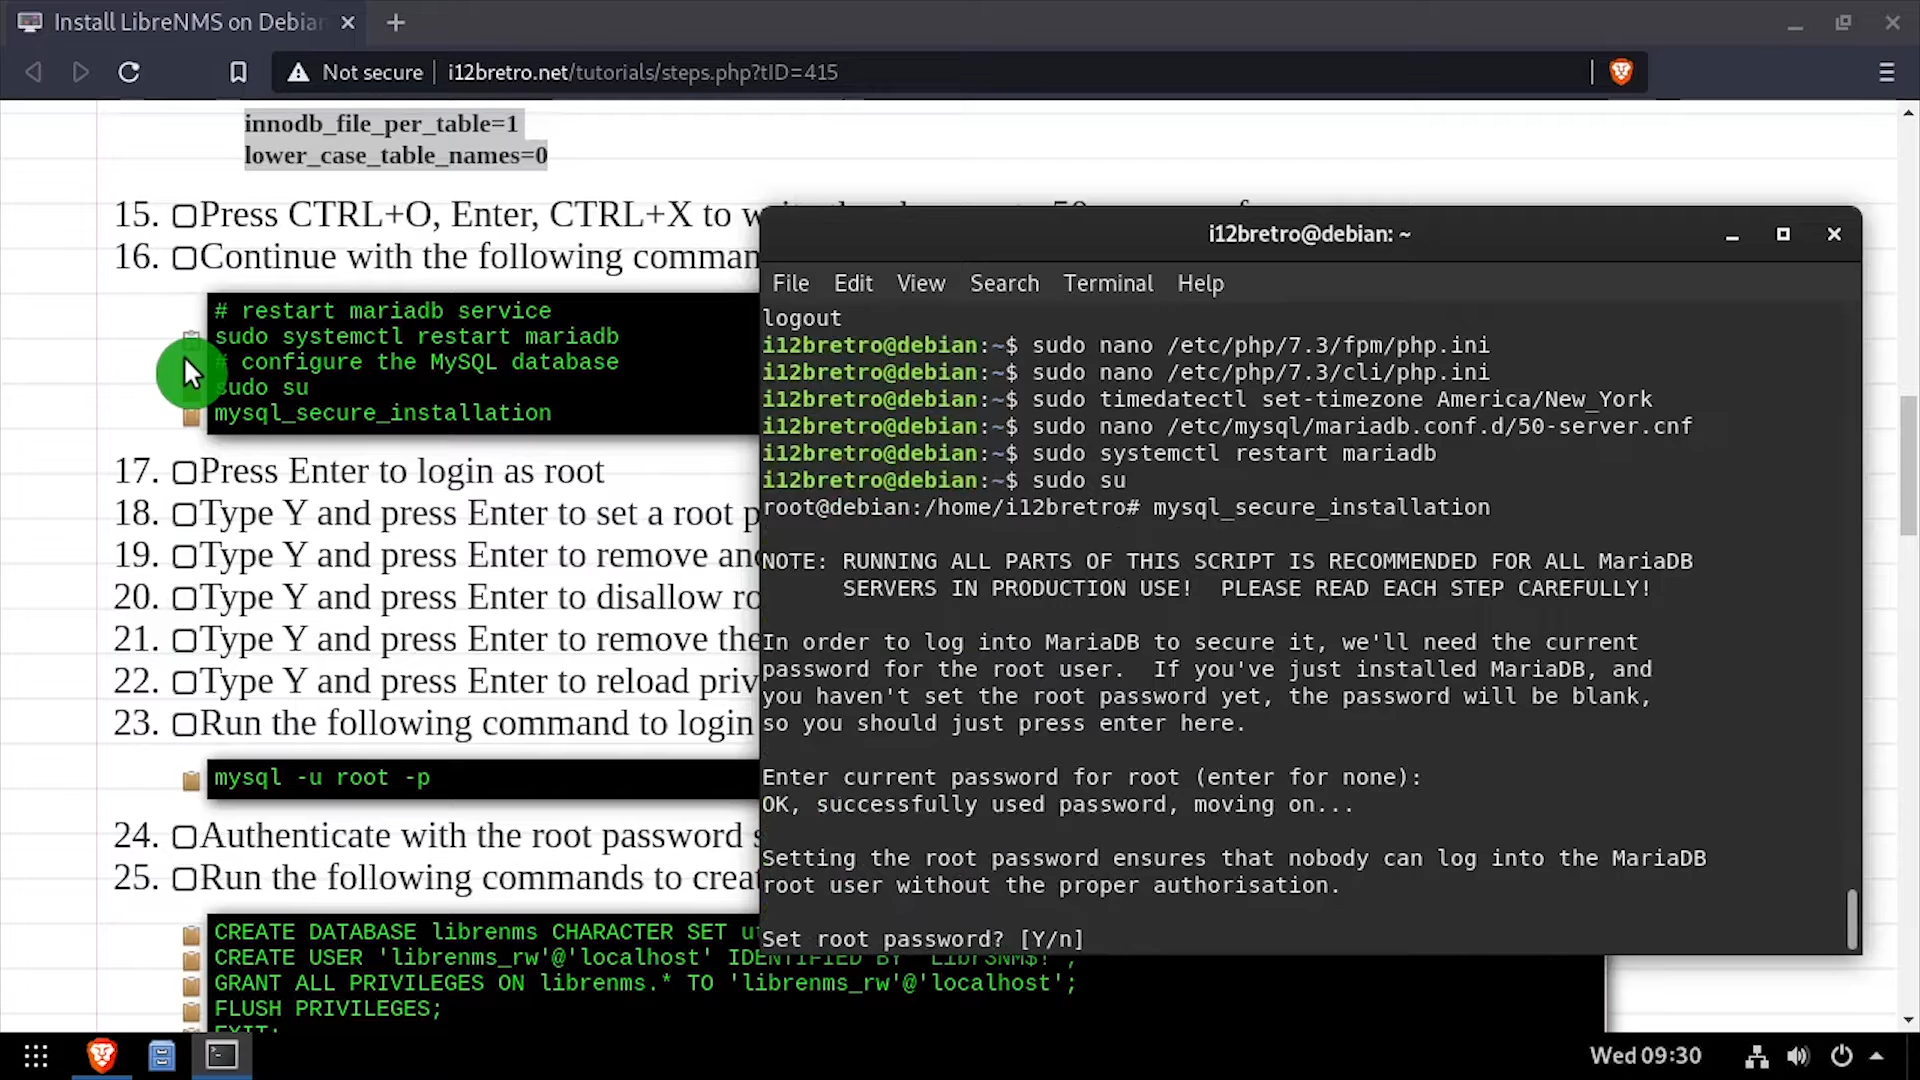 Install LibreNMS on Debian
Not secure
i12bretro.net/tutorials/steps.php?tID=415
innodb_file_per_table=1
lower_case_table_names=0
15. Press CTRL+O, Enter, CTRL+X to
16. Continue with the following comman
# restart mariadb service
sudo systemctl restart mariadb
# configure the MySQL database
sudo su
mysql_secure_installation
17. Press Enter to login as root
18. Type Y and press Enter to set a root p
19. Type Y and press Enter to remove
20. Type Y and press Enter to disallow ro
21. Type Y and press Enter to remove the
22. Type Y and press Enter to reload priv
23. Run the following command to login
mysql -u root -p
24. Authenticate with the root password
25. Run the following commands to crea
CREATE DATABASE librenms CHARACTER SET u
CREATE USER 'librenms_rw'@'localhost' IDENTIFIED BY
GRANT ALL PRIVILEGES ON librenms.* TO 'librenms_rw'@'localhost';
FLUSH PRIVILEGES;
EXIT;
i12bretro@debian: ~
File Edit View Search Terminal Help
logout
i12bretro@debian:~$ sudo nano /etc/php/7.3/fpm/php.ini
i12bretro@debian:~$ sudo nano /etc/php/7.3/cli/php.ini
i12bretro@debian:~$ sudo timedatectl set-timezone America/New_York
i12bretro@debian:~$ sudo nano /etc/mysql/mariadb.conf.d/50-server.cnf
i12bretro@debian:~$ sudo systemctl restart mariadb
i12bretro@debian:~$ sudo su
root@debian:/home/i12bretro# mysql_secure_installation
NOTE: RUNNING ALL PARTS OF THIS SCRIPT IS RECOMMENDED FOR ALL MariaDB
SERVERS IN PRODUCTION USE!  PLEASE READ EACH STEP CAREFULLY!
In order to log into MariaDB to secure it, we'll need the current
password for the root user.  If you've just installed MariaDB, and
you haven't set the root password yet, the password will be blank,
so you should just press enter here.
Enter current password for root (enter for none):
OK, successfully used password, moving on...
Setting the root password ensures that nobody can log into the MariaDB
root user without the proper authorisation.
Set root password? [Y/n]
Wed 09:30